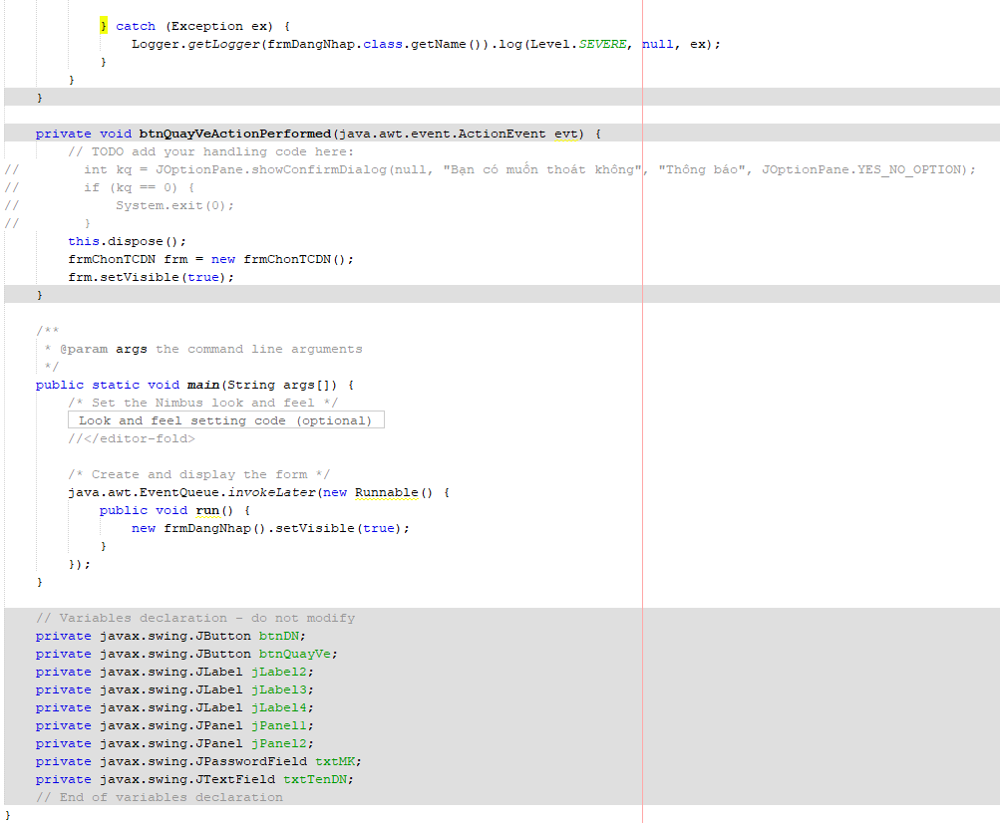 } catch (Exception ex) {
                Logger.getLogger(frmDangNhap.class.getName()).log(Level.SEVERE, null, ex);
            }
        }
    }
    private void btnQuayVeActionPerformed(java.awt.event.ActionEvent evt) {
        // TODO add your handling code here:
//        int kq = JOptionPane.showConfirmDialog(null, "Bạn có muốn thoát không", "Thông báo", JOptionPane.YES_NO_OPTION);
//        if (kq == 0) {
//            System.exit(0);
//        }
        this.dispose();
        frmChonTCDN frm = new frmChonTCDN();
        frm.setVisible(true);
    }
    /**
     * @param args the command line arguments
     */
    public static void main(String args[]) {
        /* Set the Nimbus look and feel */
        Look and feel setting code (optional)
        //</editor-fold>
        /* Create and display the form */
        java.awt.EventQueue.invokeLater(new Runnable() {
            public void run() {
                new frmDangNhap().setVisible(true);
            }
        });
    }
    // Variables declaration - do not modify
    private javax.swing.JButton btnDN;
    private javax.swing.JButton btnQuayVe;
    private javax.swing.JLabel jLabel2;
    private javax.swing.JLabel jLabel3;
    private javax.swing.JLabel jLabel4;
    private javax.swing.JPanel jPanel1;
    private javax.swing.JPanel jPanel2;
    private javax.swing.JPasswordField txtMK;
    private javax.swing.JTextField txtTenDN;
    // End of variables declaration
}